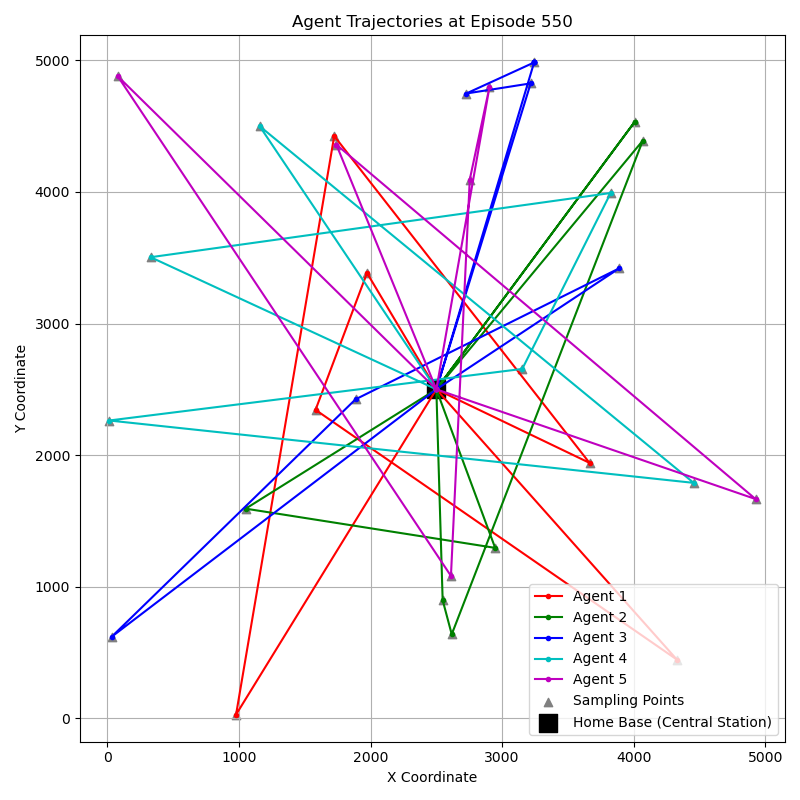 Agent Trajectories at Episode 550
Y Coordinate
5000
4000
3000
2000
1000
0
0 1000 2000 3000 4000 5000
X Coordinate
Agent 1
Agent 2
Agent 3
Agent 4
Agent 5
Sampling Points
Home Base (Central Station)